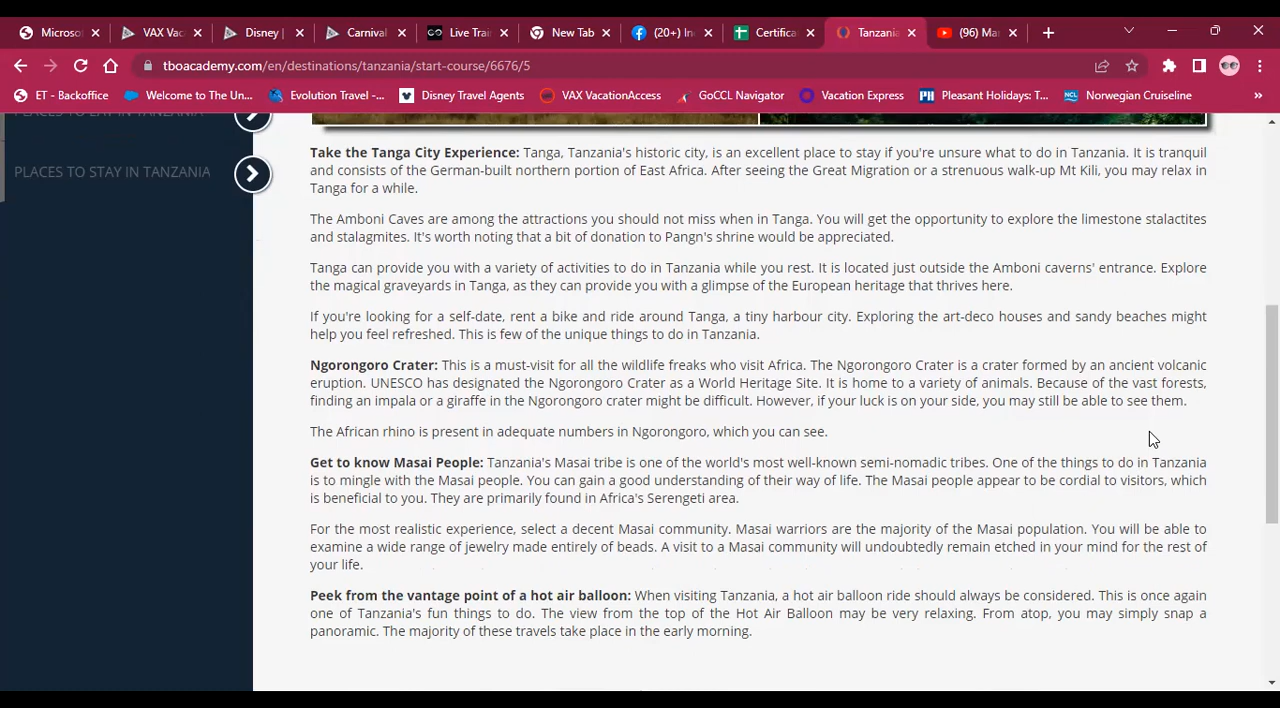 Microso
VAX Vac
Disney |
Carnival
Live Trai
New Tab
(20+) In
Certifica
Tanzania
(96) Ma
tboacademy.com/en/destinations/tanzania/start-course/6676/5
ET - Backoffice
Welcome to The Un...
Evolution Travel -...
Disney Travel Agents
VAX VacationAccess
GoCCL Navigator
Vacation Express
Pleasant Holidays: T...
Norwegian Cruiseline
»
PLACES TO EAT IN TANZANIA
PLACES TO STAY IN TANZANIA
Take the Tanga City Experience: Tanga, Tanzania's historic city, is an excellent place to stay if you're unsure what to do in Tanzania. It is tranquil
and consists of the German-built northern portion of East Africa. After seeing the Great Migration or a strenuous walk-up Mt Kili, you may relax in
Tanga for a while.
The Amboni Caves are among the attractions you should not miss when in Tanga. You will get the opportunity to explore the limestone stalactites
and stalagmites. It's worth noting that a bit of donation to Pangn's shrine would be appreciated.
Tanga can provide you with a variety of activities to do in Tanzania while you rest. It is located just outside the Amboni caverns' entrance. Explore
the magical graveyards in Tanga, as they can provide you with a glimpse of the European heritage that thrives here.
If you're looking for a self-date, rent a bike and ride around Tanga, a tiny harbour city. Exploring the art-deco houses and sandy beaches might
help you feel refreshed. This is few of the unique things to do in Tanzania.
Ngorongoro Crater: This is a must-visit for all the wildlife freaks who visit Africa. The Ngorongoro Crater is a crater formed by an ancient volcanic
eruption. UNESCO has designated the Ngorongoro Crater as a World Heritage Site. It is home to a variety of animals. Because of the vast forests,
finding an impala or a giraffe in the Ngorongoro crater might be difficult. However, if your luck is on your side, you may still be able to see them.
The African rhino is present in adequate numbers in Ngorongoro, which you can see.
Get to know Masai People: Tanzania's Masai tribe is one of the world's most well-known semi-nomadic tribes. One of the things to do in Tanzania
is to mingle with the Masai people. You can gain a good understanding of their way of life. The Masai people appear to be cordial to visitors, which
is beneficial to you. They are primarily found in Africa's Serengeti area.
For the most realistic experience, select a decent Masai community. Masai warriors are the majority of the Masai population. You will be able to
examine a wide range of jewelry made entirely of beads. A visit to a Masai community will undoubtedly remain etched in your mind for the rest of
your life.
Peek from the vantage point of a hot air balloon: When visiting Tanzania, a hot air balloon ride should always be considered. This is once again
one of Tanzania's fun things to do. The view from the top of the Hot Air Balloon may be very relaxing. From atop, you may simply snap a
panoramic. The majority of these travels take place in the early morning.